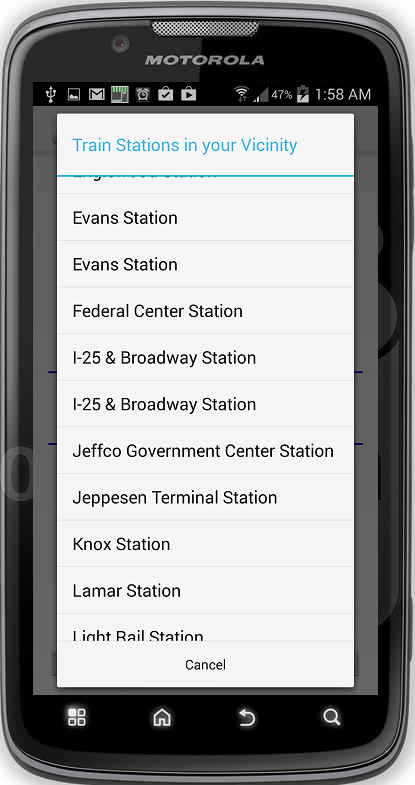 MOTOROLA
47% 1:58 AM
Train Stations in your Vicinity
Englewood Station
Evans Station
Evans Station
Federal Center Station
I-25 & Broadway Station
I-25 & Broadway Station
Jeffco Government Center Station
Jeppesen Terminal Station
Knox Station
Lamar Station
Light Rail Station
Cancel